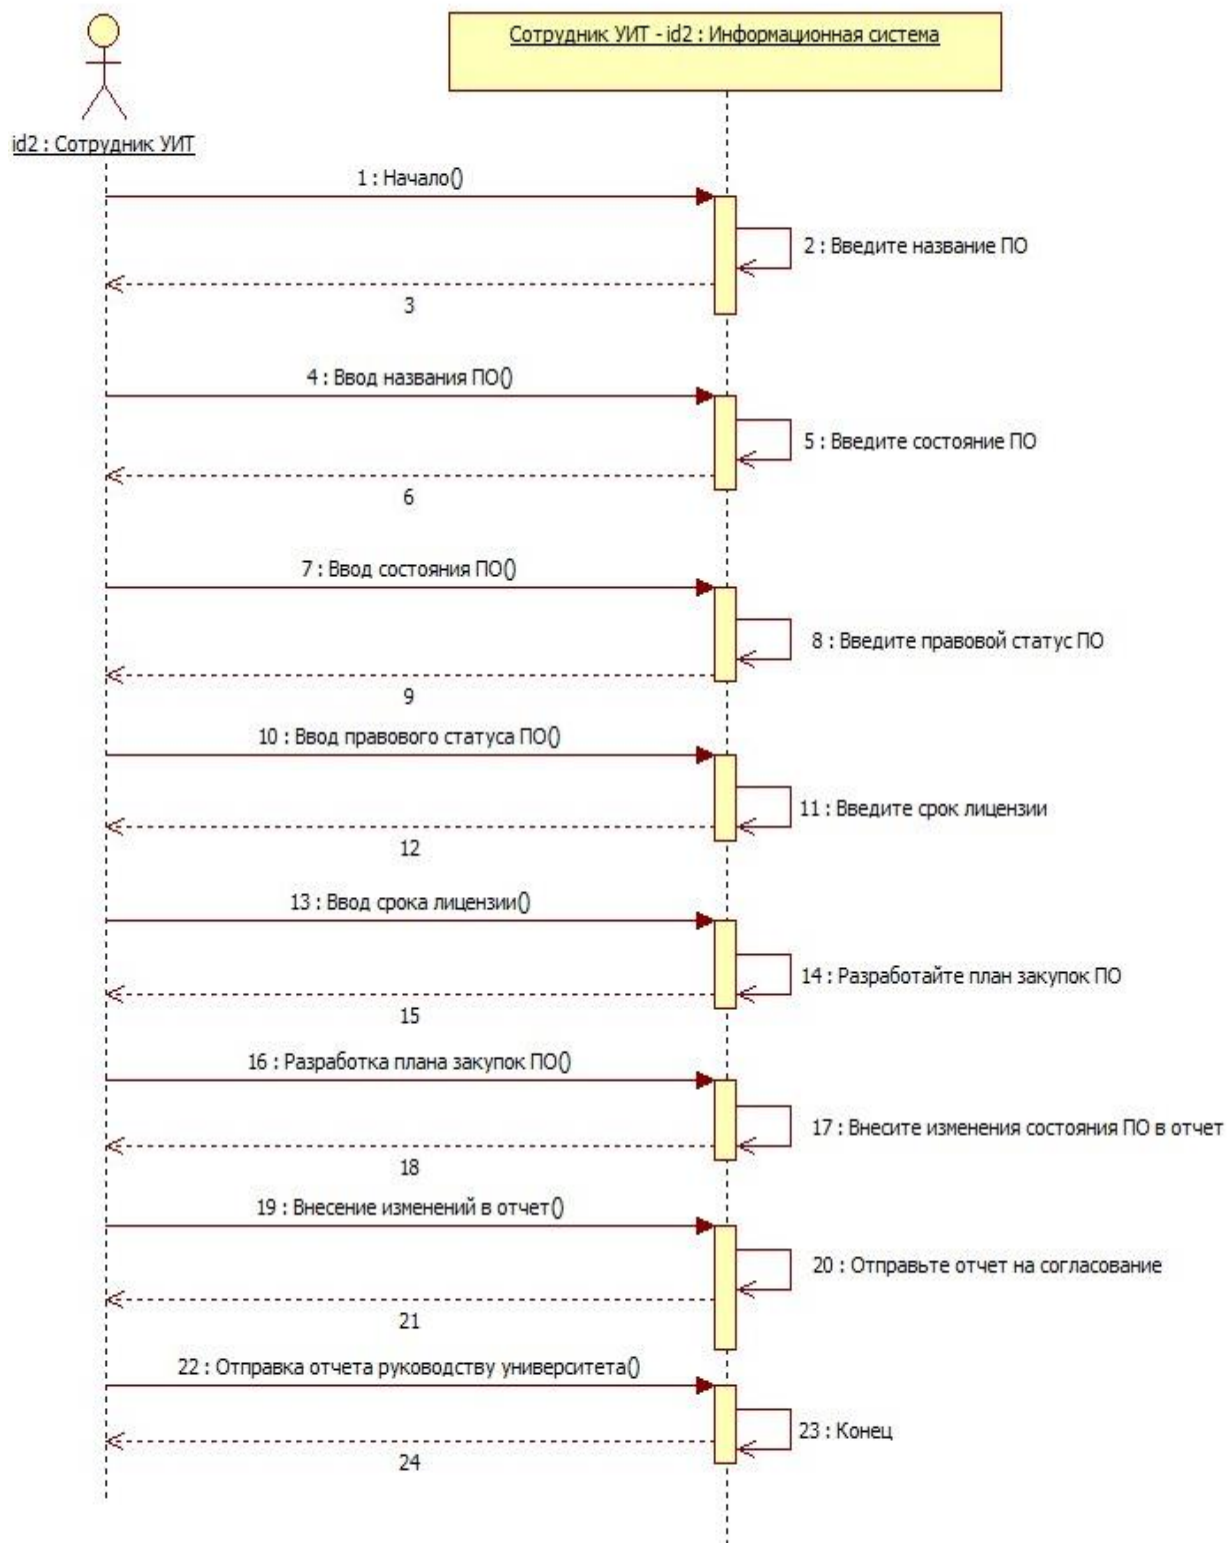 Сотрудник УИТ - id2 : Информационная система
id2 : Сотрудник УИТ
1 : Начало()
2 : Введите название ПО
3
4 : Ввод названия ПО()
5 : Введите состояние ПО
6
7 : Ввод состояния ПО()
8 : Введите правовой статус ПО
9
10 : Ввод правового статуса ПО()
11 : Введите срок лицензии
12
13 : Ввод срока лицензии()
14 : Разработайте план закупок ПО
15
16 : Разработка плана закупок ПО()
17 : Внесите изменения состояния ПО в отчет
18
19 : Внесение изменений в отчет()
20 : Отправьте отчет на согласование
21
22 : Отправка отчета руководству университета()
23 : Конец
24